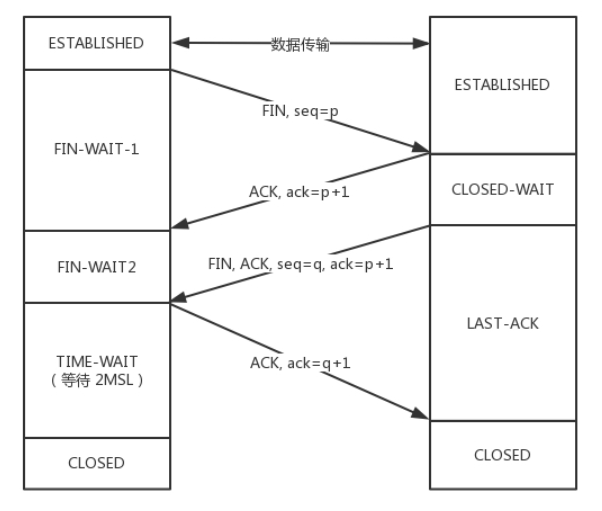 ESTABLISHED
数据传输
ESTABLISHED
FIN, seq=p
FIN-WAIT-1
ACK, ack=p+1
CLOSED-WAIT
FIN-WAIT2
FIN, ACK, seq=q, ack=p+1
LAST-ACK
TIME-WAIT
（等待 2MSL）
ACK, ack=q+1
CLOSED
CLOSED